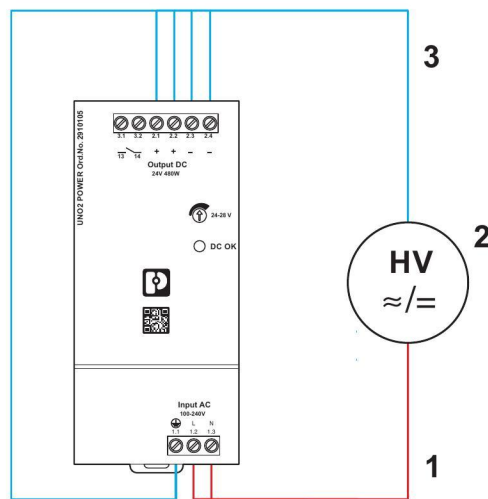 3
UNO2 POWER Ord.No. 2910105
3.1 3.2 2.1 2.2 2.3 2.4
13 14 + + – –
Output DC
24V 480W
24-28 V
DC OK
2
HV
≈/=
Input AC
100-240V
L N
1.1 1.2 1.3
1